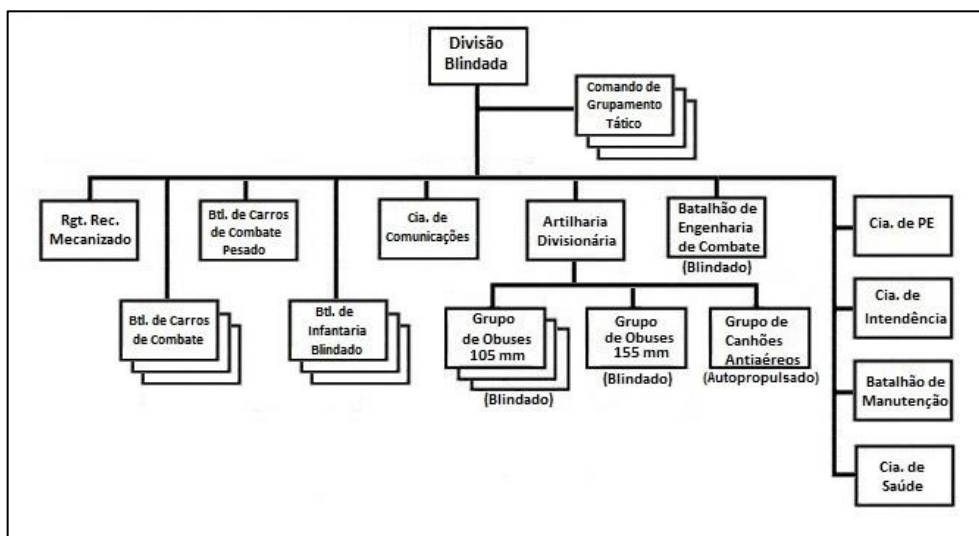 Divisão
Blindada
Comando de
Grupamento
Tático
Rgt. Rec.
Mecanizado
Btl. de Carros
de Combate
Pesado
Cia. de
Comunicações
Artilharia
Divisionária
Batalhão de
Engenharia
de Combate
(Blindado)
Cia. de PE
Btl. de Carros
de Combate
Btl. de
Infantaria
Blindado
Grupo
de Obuses
105 mm
(Blindado)
Grupo
de Obuses
155 mm
(Blindado)
Grupo de
Canhões
Antiaéreos
(Autopropulsado)
Cia. de
Intendência
Batalhão de
Manutenção
Cia. de
Saúde